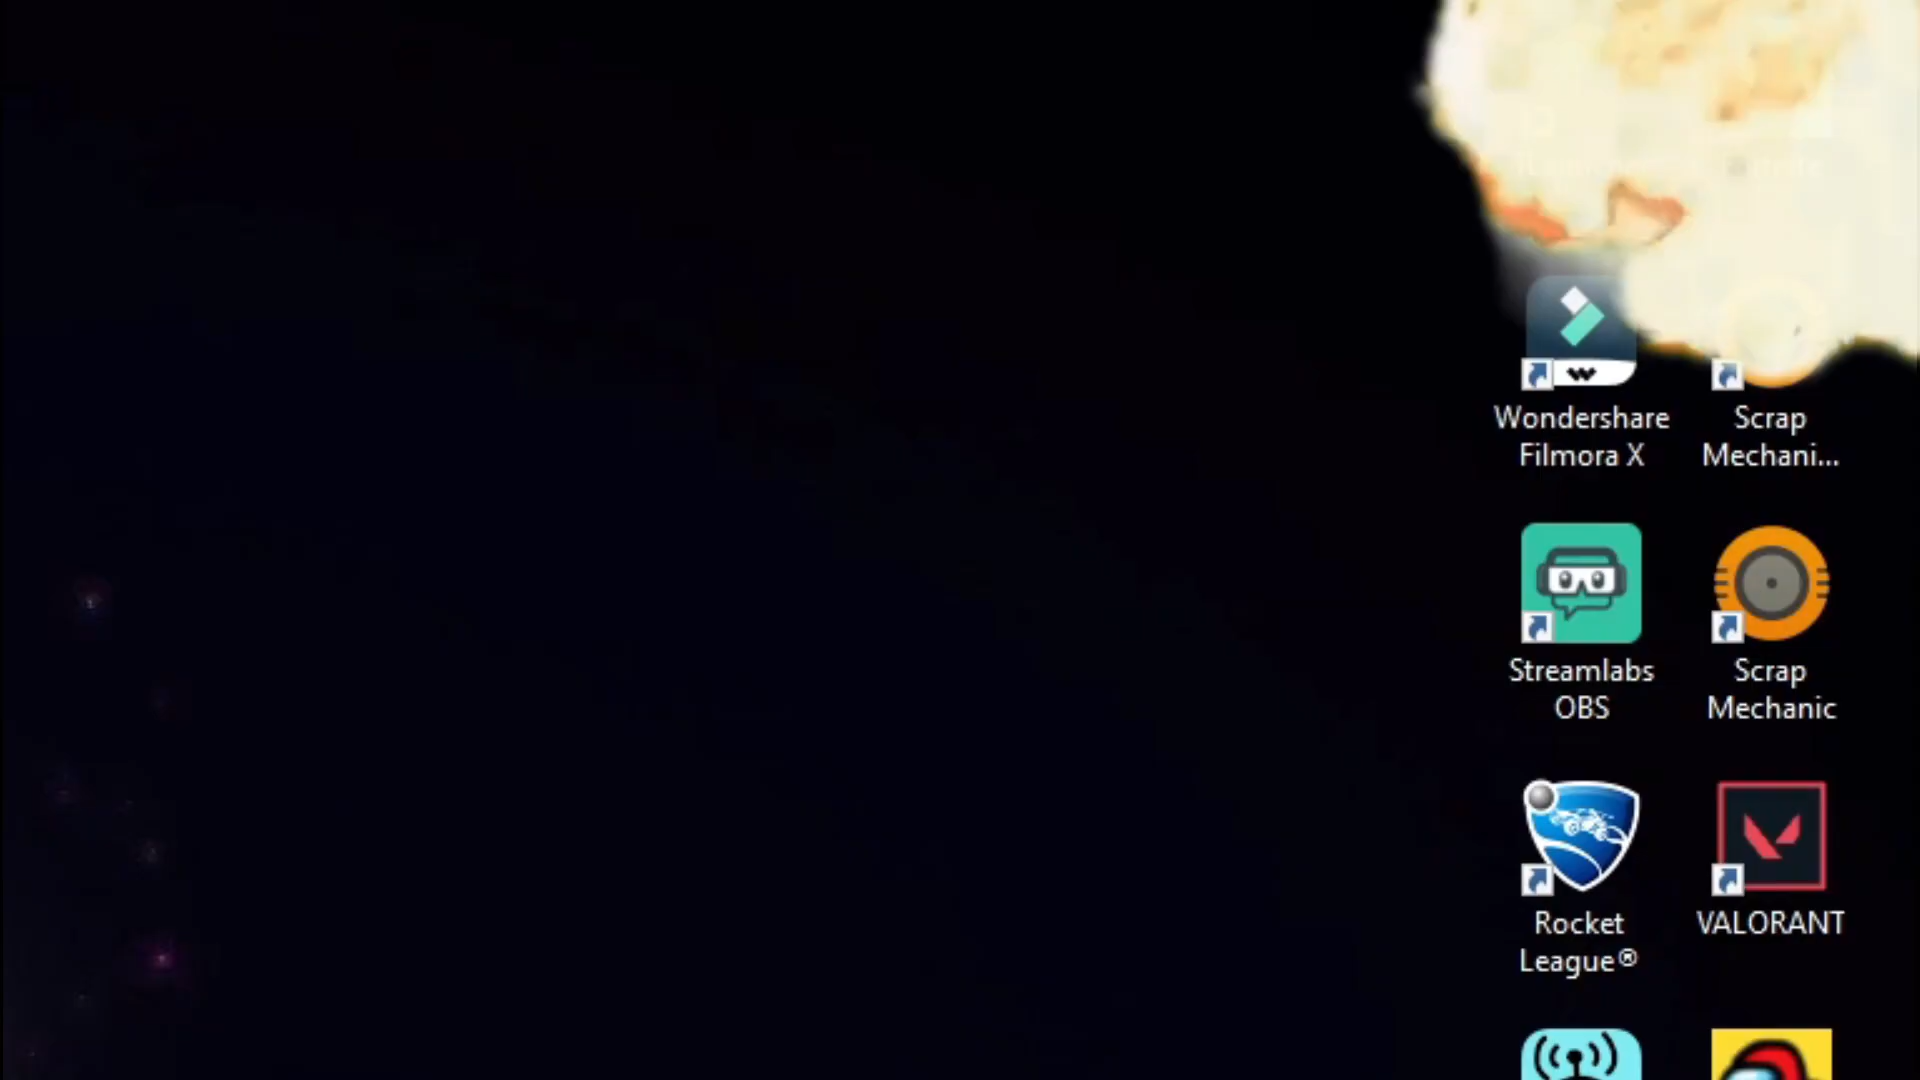 Wondershare
Filmora X
Scrap
Mechani...
Streamlabs
OBS
Scrap
Mechanic
Rocket
League®
VALORANT